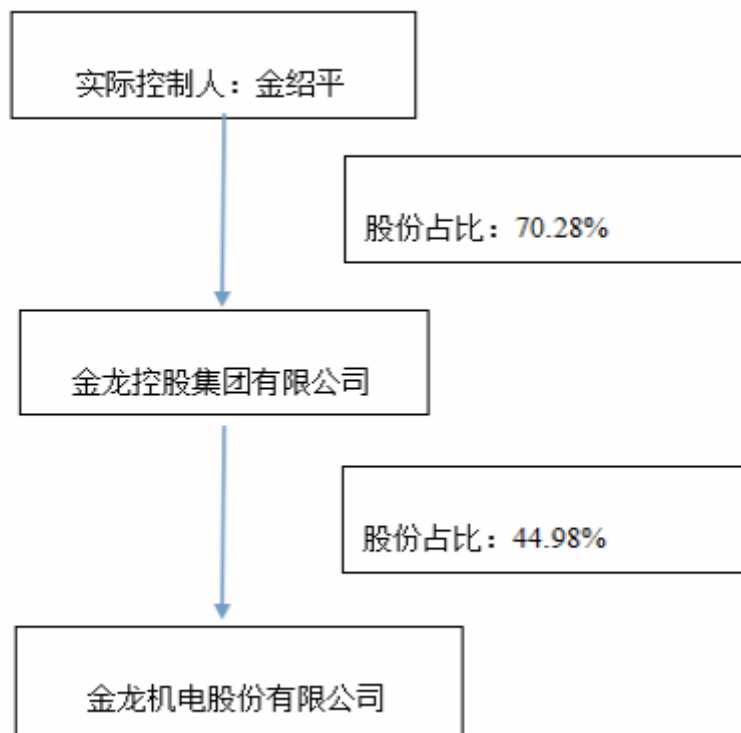 实际控制人：金绍平
股份占比：70.28%
金龙控股集团有限公司
股份占比：44.98%
金龙机电股份有限公司